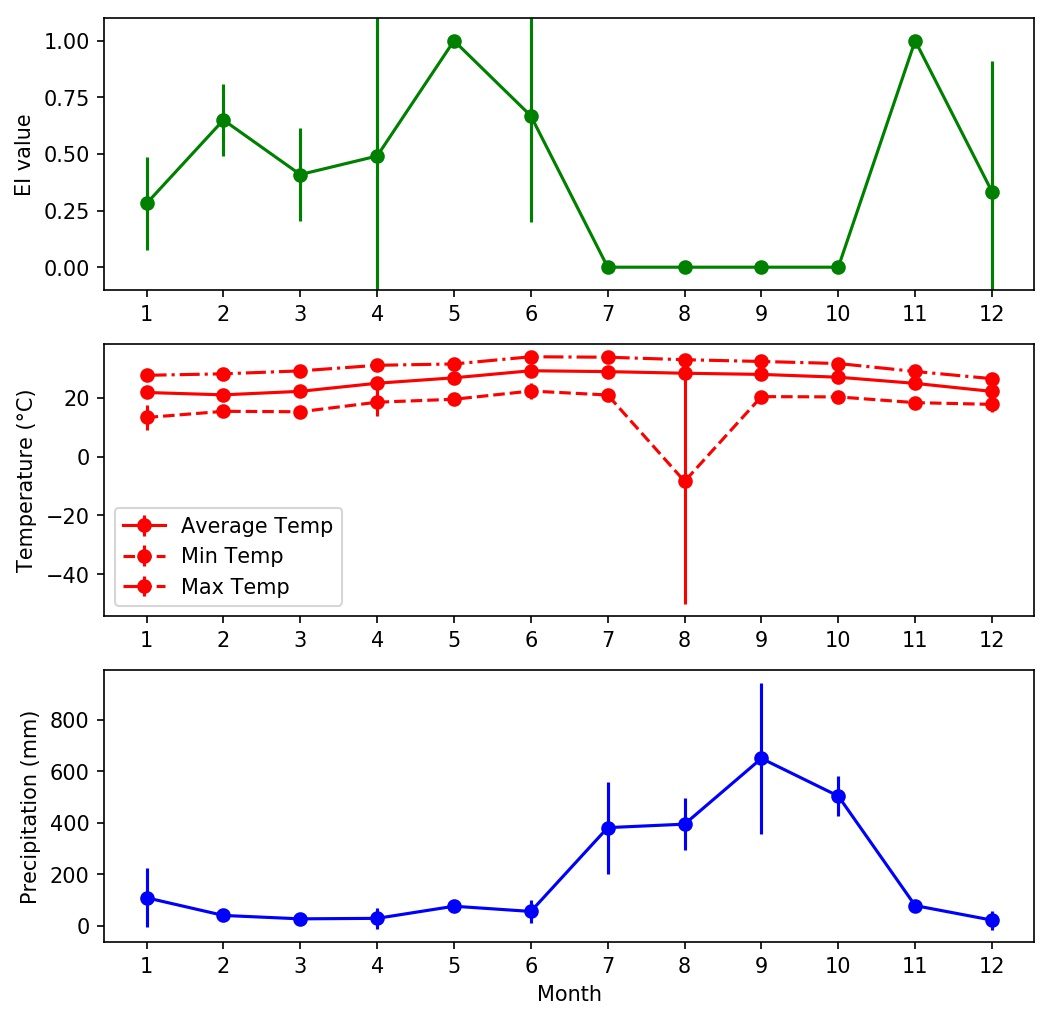 EI value
1.00
0.75
0.50
0.25
0.00
1 2 3 4 5 6 7 8 9 10 11 12
Temperature (°C)
20
0
−20
−40
Average Temp
Min Temp
Max Temp
1 2 3 4 5 6 7 8 9 10 11 12
Precipitation (mm)
800
600
400
200
0
1 2 3 4 5 6 7 8 9 10 11 12
Month